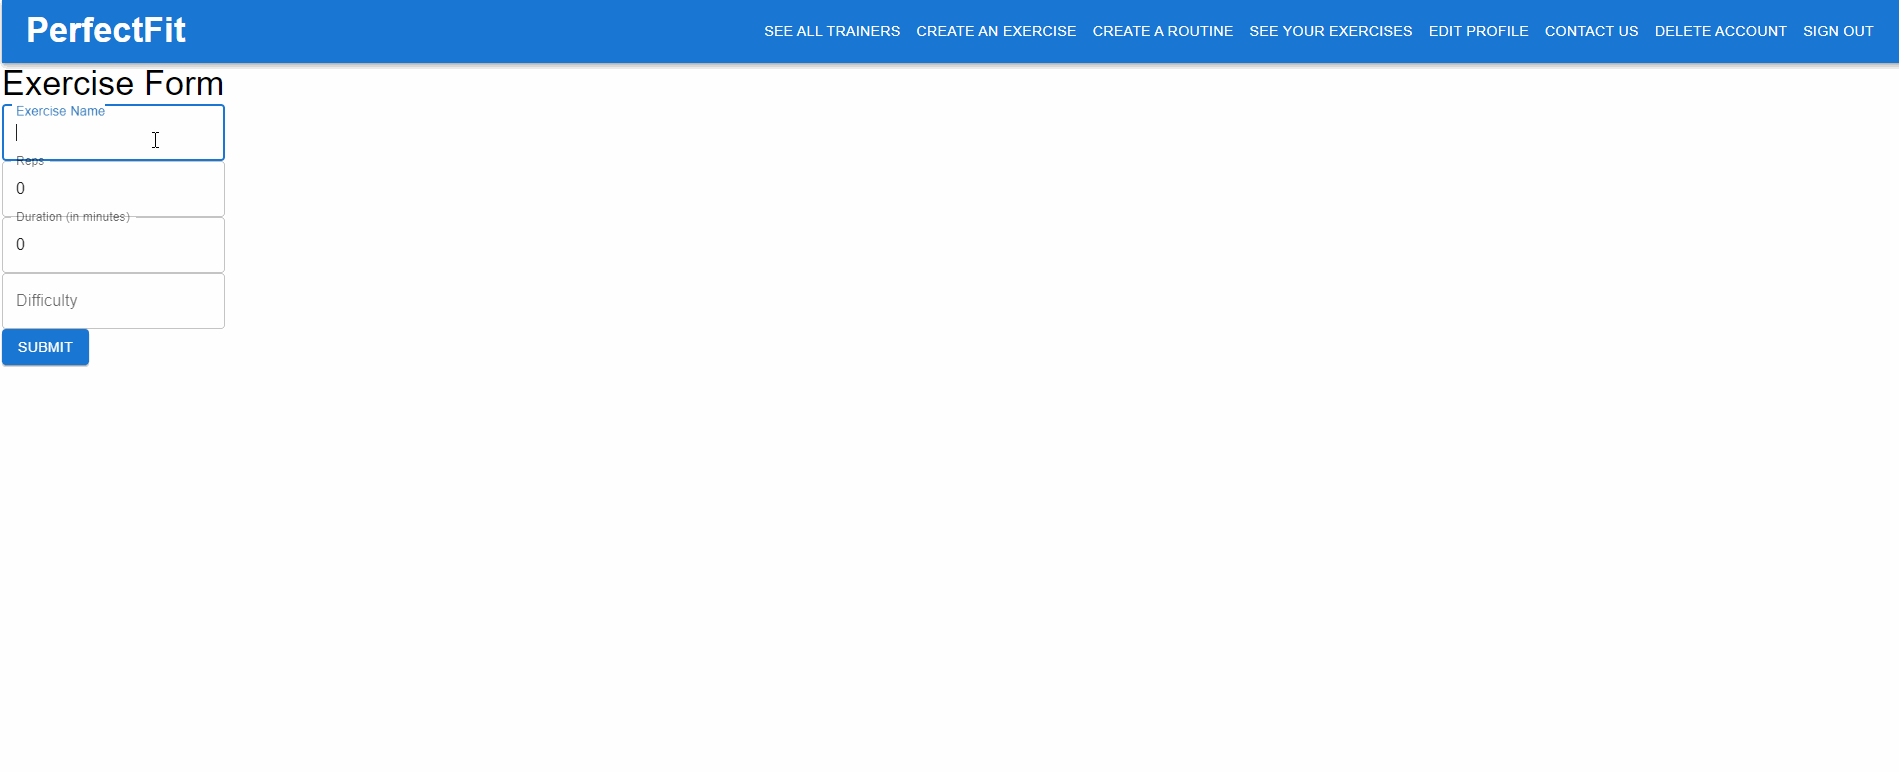 PerfectFit
SEE ALL TRAINERS CREATE AN EXERCISE CREATE A ROUTINE SEE YOUR EXERCISES EDIT PROFILE CONTACT US DELETE ACCOUNT SIGN OUT
Exercise Form
Exercise Name
Reps
0
Duration (in minutes)
0
Difficulty
SUBMIT